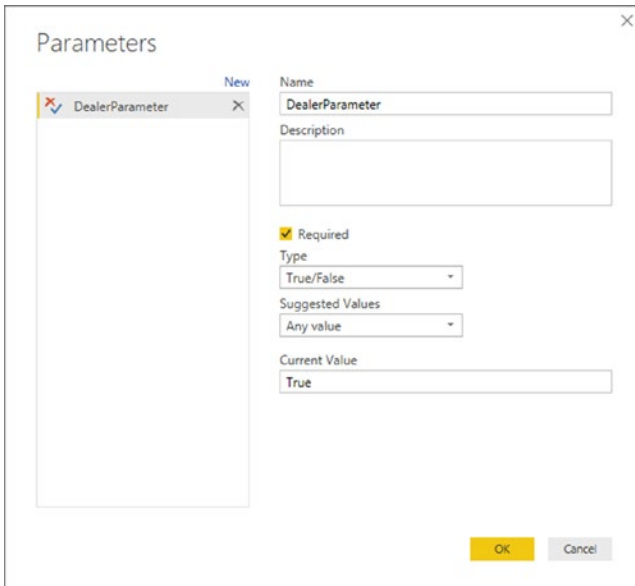 Parameters
New
DealerParameter
Name
DealerParameter
Description
Required
Type
True/False
Suggested Values
Any value
Current Value
True
OK
Cancel